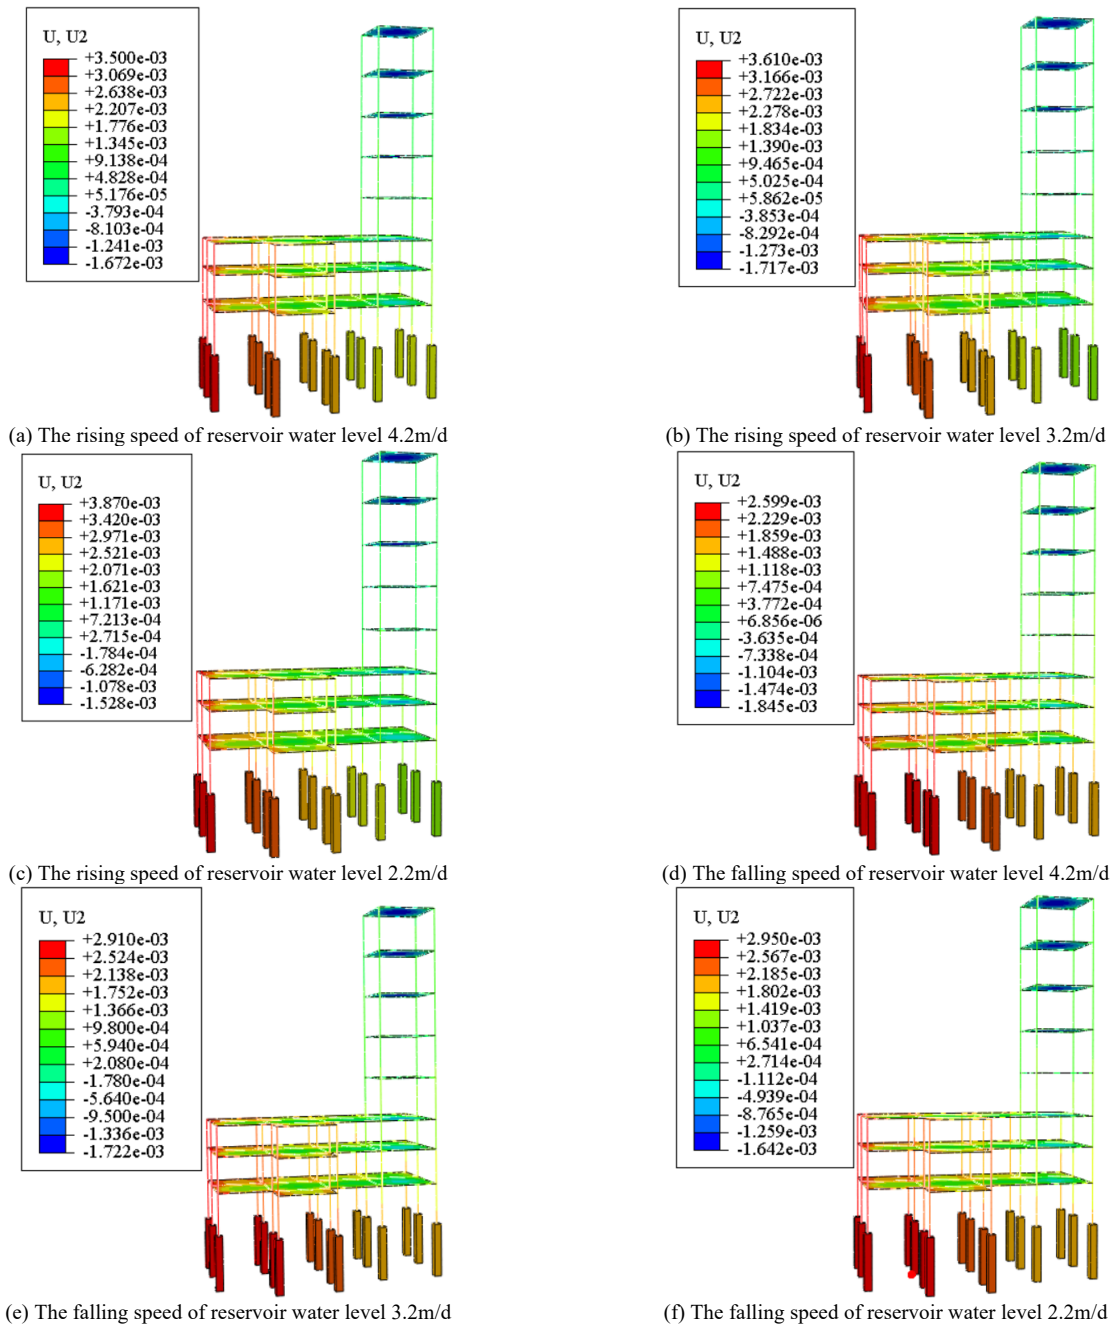 U, U2
+3.500e-03
+3.069e-03
+2.638e-03
+2.207e-03
+1.776e-03
+1.345e-03
+9.138e-04
+4.828e-04
+5.176e-05
-3.793e-04
-8.103e-04
-1.241e-03
-1.672e-03
(a) The rising speed of reservoir water level 4.2m/d
U, U2
+3.610e-03
+3.166e-03
+2.722e-03
+2.278e-03
+1.834e-03
+1.390e-03
+9.465e-04
+5.025e-04
+5.862e-05
-3.853e-04
-8.292e-04
-1.273e-03
-1.717e-03
(b) The rising speed of reservoir water level 3.2m/d
U, U2
+3.870e-03
+3.420e-03
+2.971e-03
+2.521e-03
+2.071e-03
+1.621e-03
+1.171e-03
+7.213e-04
+2.715e-04
-1.784e-04
-6.282e-04
-1.078e-03
-1.528e-03
(c) The rising speed of reservoir water level 2.2m/d
U, U2
+2.599e-03
+2.229e-03
+1.859e-03
+1.488e-03
+1.118e-03
+7.475e-04
+3.772e-04
+6.856e-06
-3.635e-04
-7.338e-04
-1.104e-03
-1.474e-03
-1.845e-03
(d) The falling speed of reservoir water level 4.2m/d
U, U2
+2.910e-03
+2.524e-03
+2.138e-03
+1.752e-03
+1.366e-03
+9.800e-04
+5.940e-04
+2.080e-04
-1.780e-04
-5.640e-04
-9.500e-04
-1.336e-03
-1.722e-03
(e) The falling speed of reservoir water level 3.2m/d
U, U2
+2.950e-03
+2.567e-03
+2.185e-03
+1.802e-03
+1.419e-03
+1.037e-03
+6.541e-04
+2.714e-04
-1.112e-04
-4.939e-04
-8.765e-04
-1.259e-03
-1.642e-03
(f) The falling speed of reservoir water level 2.2m/d